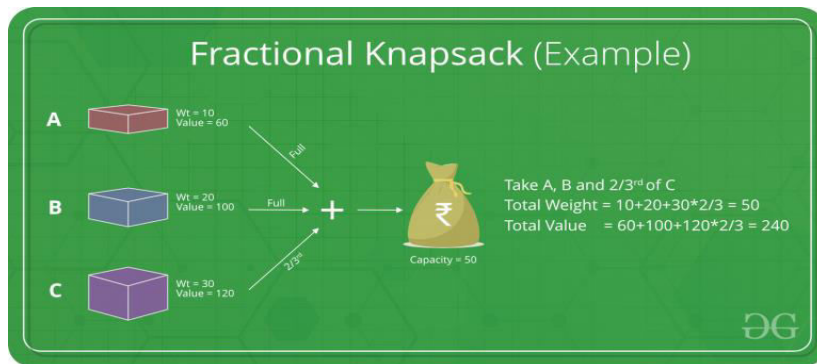 Fractional Knapsack (Example)
A
Wt = 10
Value = 60
Full
B
Wt = 20
Value = 100
Full
+
₹
Capacity = 50
C
Wt = 30
Value = 120
2/3rd
Take A, B and 2/3rd of C
Total Weight = 10+20+30*2/3 = 50
Total Value = 60+100+120*2/3 = 240
GG